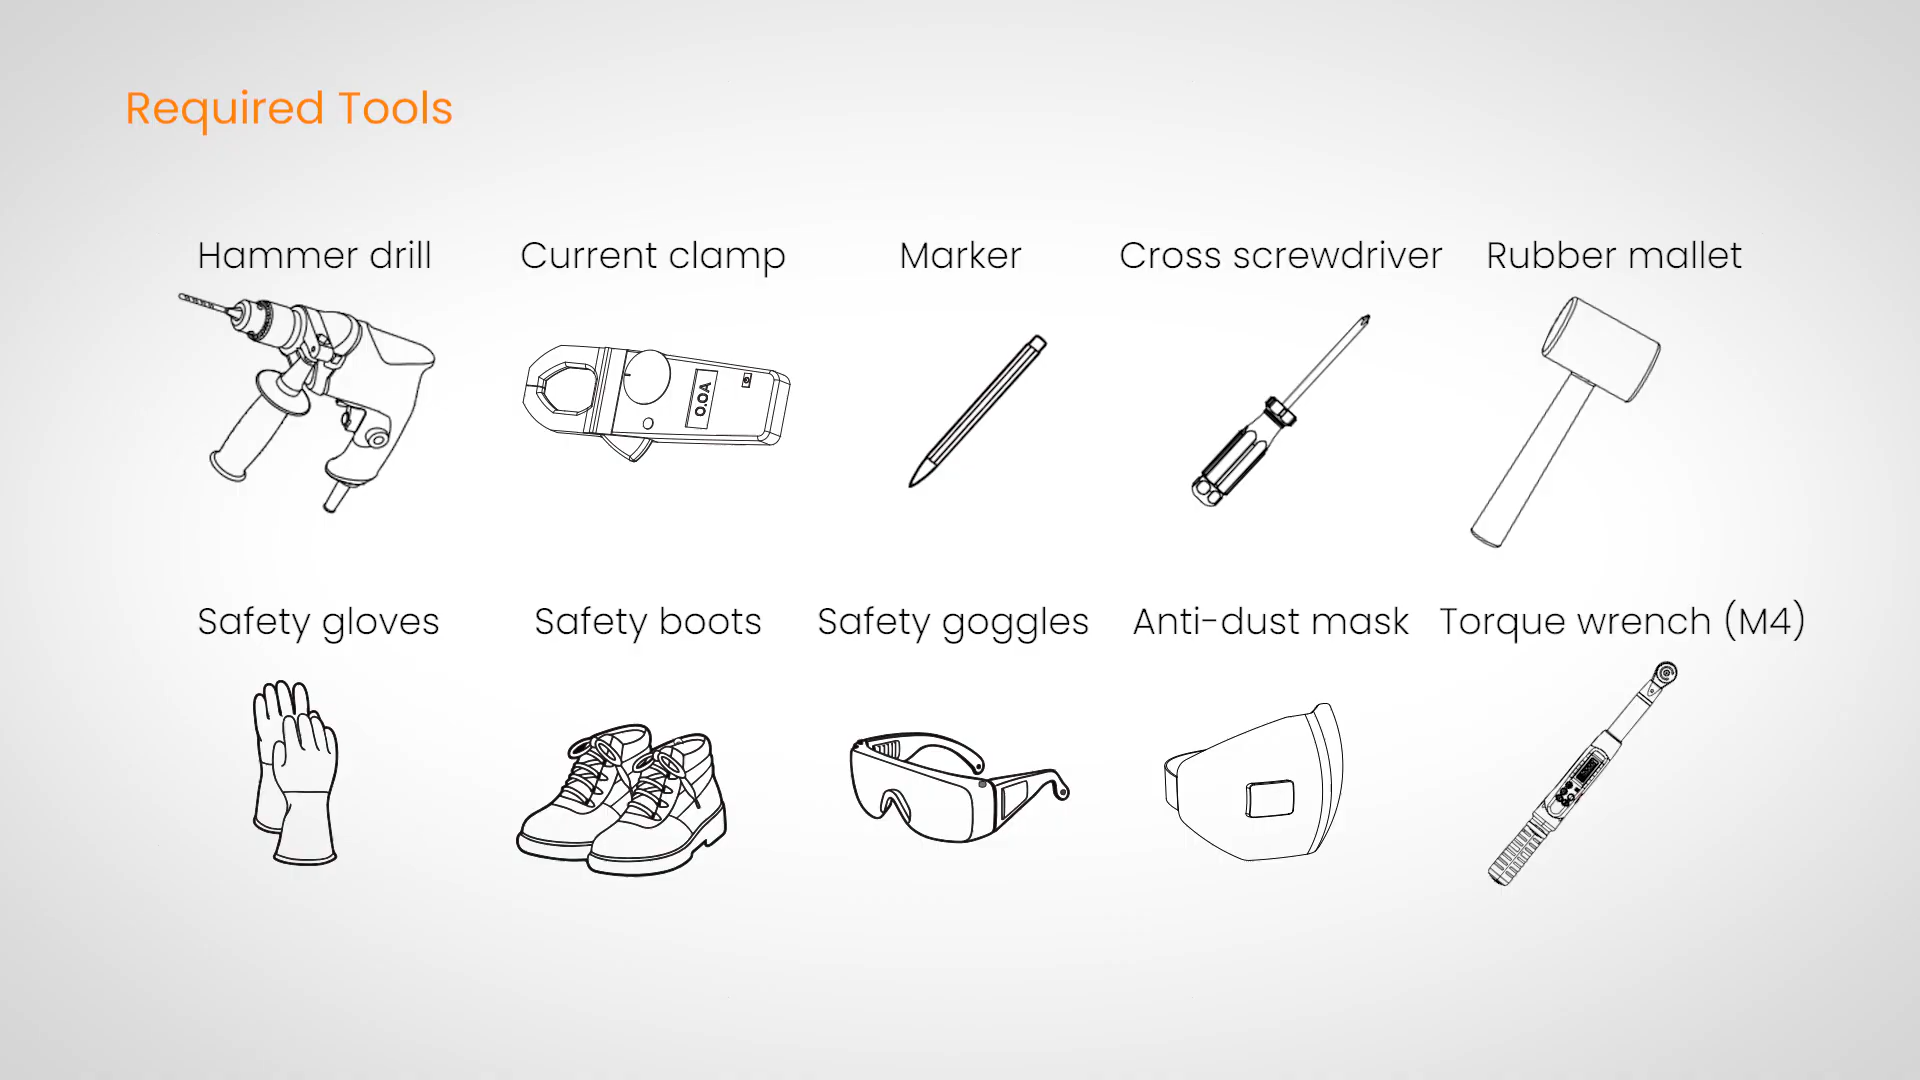 Required Tools
Hammer drill
Current clamp
Marker
Cross screwdriver
Rubber mallet
0.0A
Safety gloves
Safety boots
Safety goggles
Anti-dust mask
Torque wrench (M4)